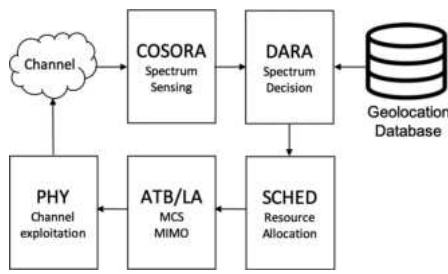 Channel
COSORA
Spectrum
Sensing
DARA
Spectrum
Decision
Geolocation
Database
PHY
Channel
exploitation
ATB/LA
MCS
MIMO
SCHED
Resource
Allocation